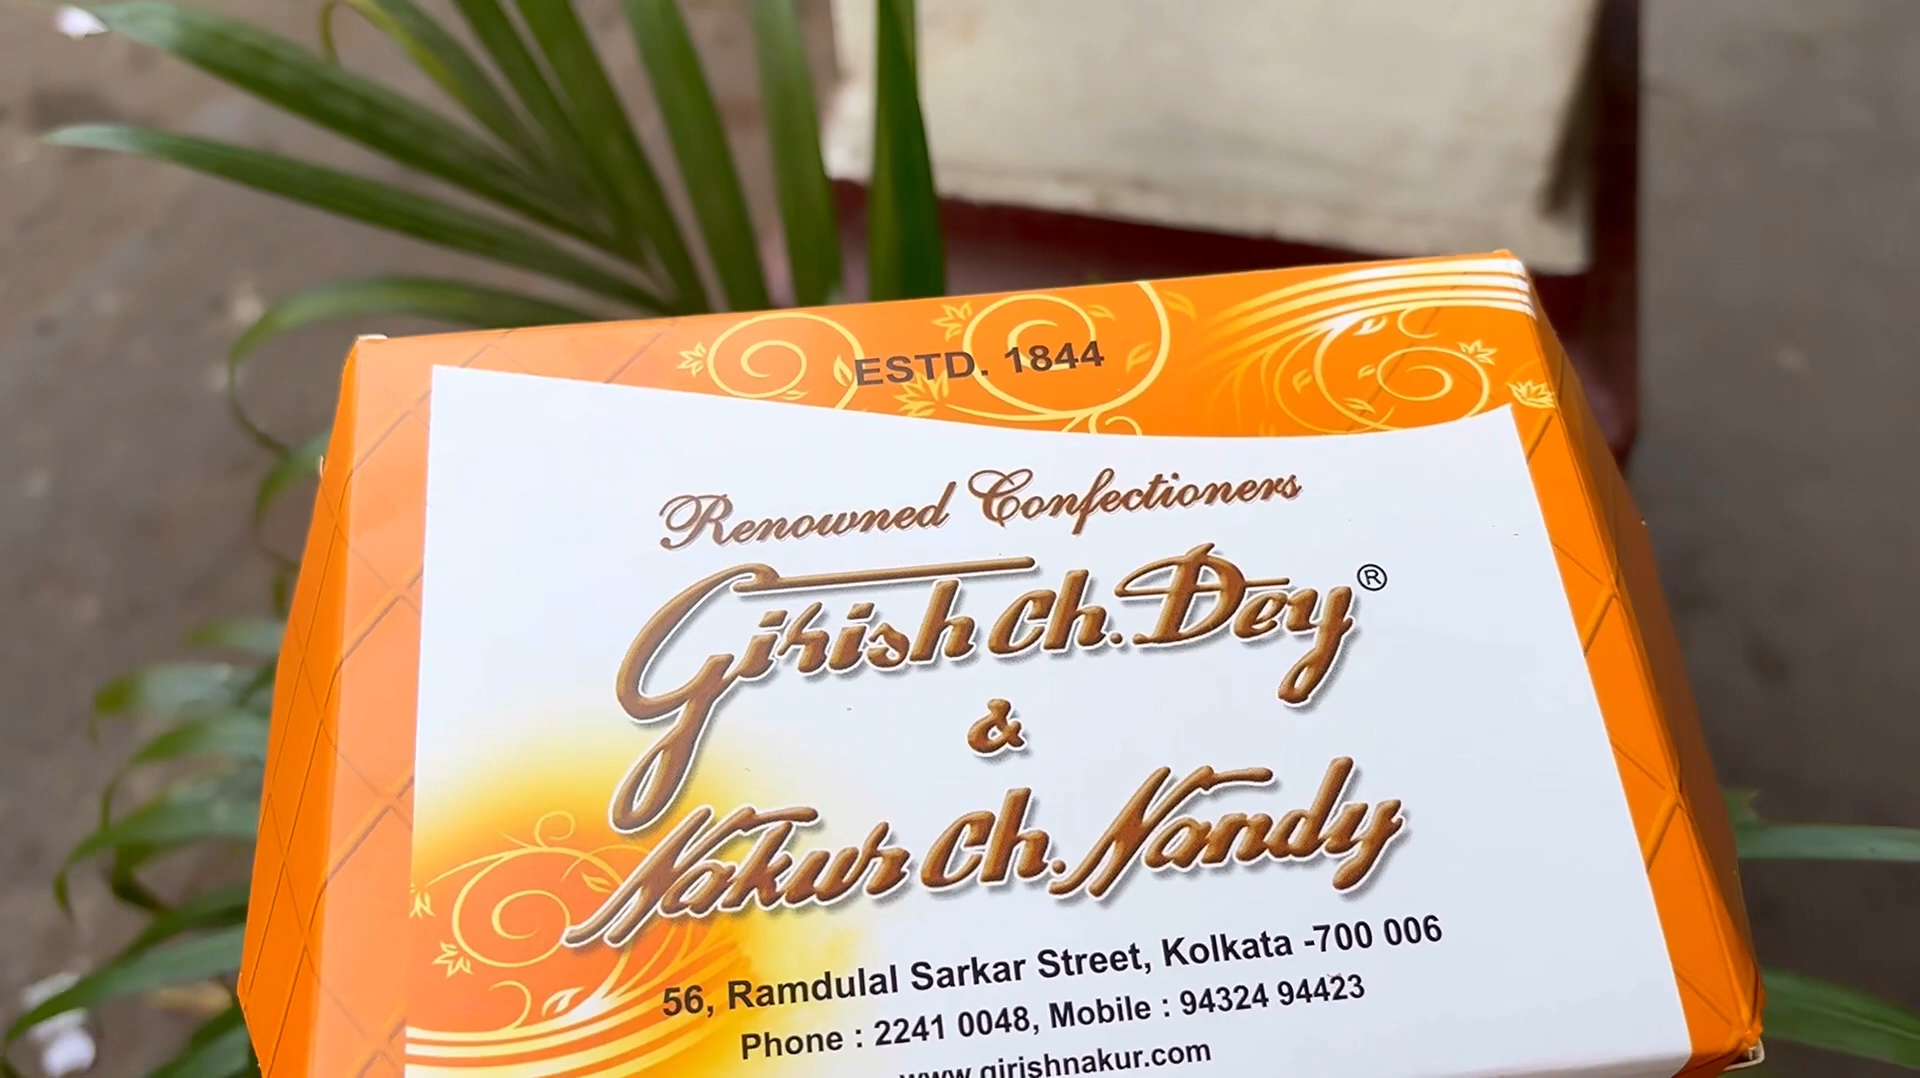 ESTD. 1844
Renowned Confectioners
Girish Ch. Dey®
&
Nakur Ch. Nandy
56, Ramdulal Sarkar Street, Kolkata -700 006
Phone : 2241 0048, Mobile : 94324 94423
www.girishnakur.com